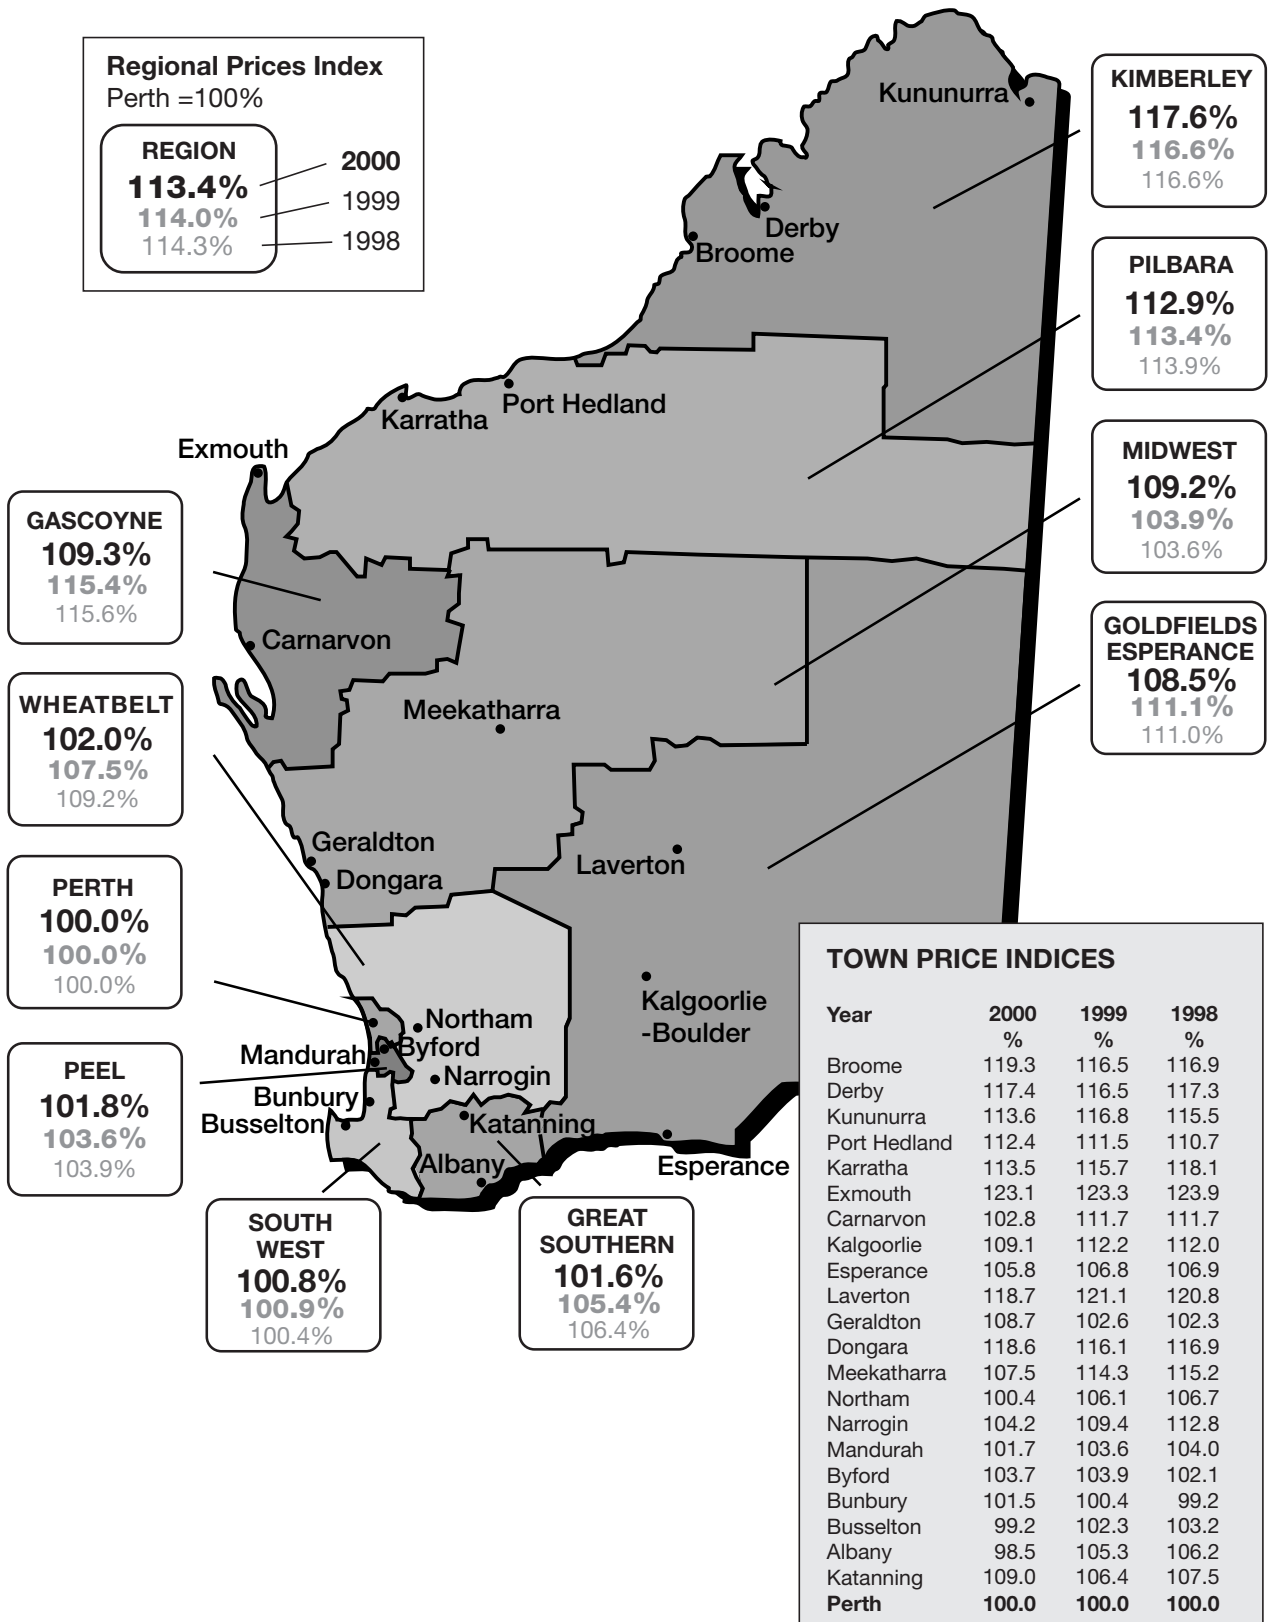 Regional Prices Index
Perth =100%
REGION
113.4%
114.0%
114.3%
2000
1999
1998
KIMBERLEY
117.6%
116.6%
116.6%
PILBARA
112.9%
113.4%
113.9%
MIDWEST
109.2%
103.9%
103.6%
GOLDFIELDS
ESPERANCE
108.5%
111.1%
111.0%
GASCOYNE
109.3%
115.4%
115.6%
WHEATBELT
102.0%
107.5%
109.2%
PERTH
100.0%
100.0%
100.0%
PEEL
101.8%
103.6%
103.9%
SOUTH
WEST
100.8%
100.9%
100.4%
GREAT
SOUTHERN
101.6%
105.4%
106.4%
Kununurra
Derby
Broome
Port Hedland
Karratha
Exmouth
Carnarvon
Meekatharra
Geraldton
Dongara
Laverton
Kalgoorlie
-Boulder
Northam
Byford
Mandurah
Narrogin
Bunbury
Busselton
Katanning
Albany
Esperance
TOWN PRICE INDICES
Year 2000 1999 1998
% % %
Broome 119.3 116.5 116.9
Derby 117.4 116.5 117.3
Kununurra 113.6 116.8 115.5
Port Hedland 112.4 111.5 110.7
Karratha 113.5 115.7 118.1
Exmouth 123.1 123.3 123.9
Carnarvon 102.8 111.7 111.7
Kalgoorlie 109.1 112.2 112.0
Esperance 105.8 106.8 106.9
Laverton 118.7 121.1 120.8
Geraldton 108.7 102.6 102.3
Dongara 118.6 116.1 116.9
Meekatharra 107.5 114.3 115.2
Northam 100.4 106.1 106.7
Narrogin 104.2 109.4 112.8
Mandurah 101.7 103.6 104.0
Byford 103.7 103.9 102.1
Bunbury 101.5 100.4 99.2
Busselton 99.2 102.3 103.2
Albany 98.5 105.3 106.2
Katanning 109.0 106.4 107.5
Perth 100.0 100.0 100.0